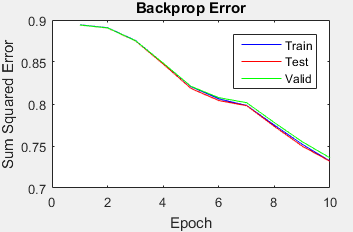 Backprop Error
Sum Squared Error
0.9
0.85
0.8
0.75
0.7
Train
Test
Valid
0 2 4 6 8 10
Epoch